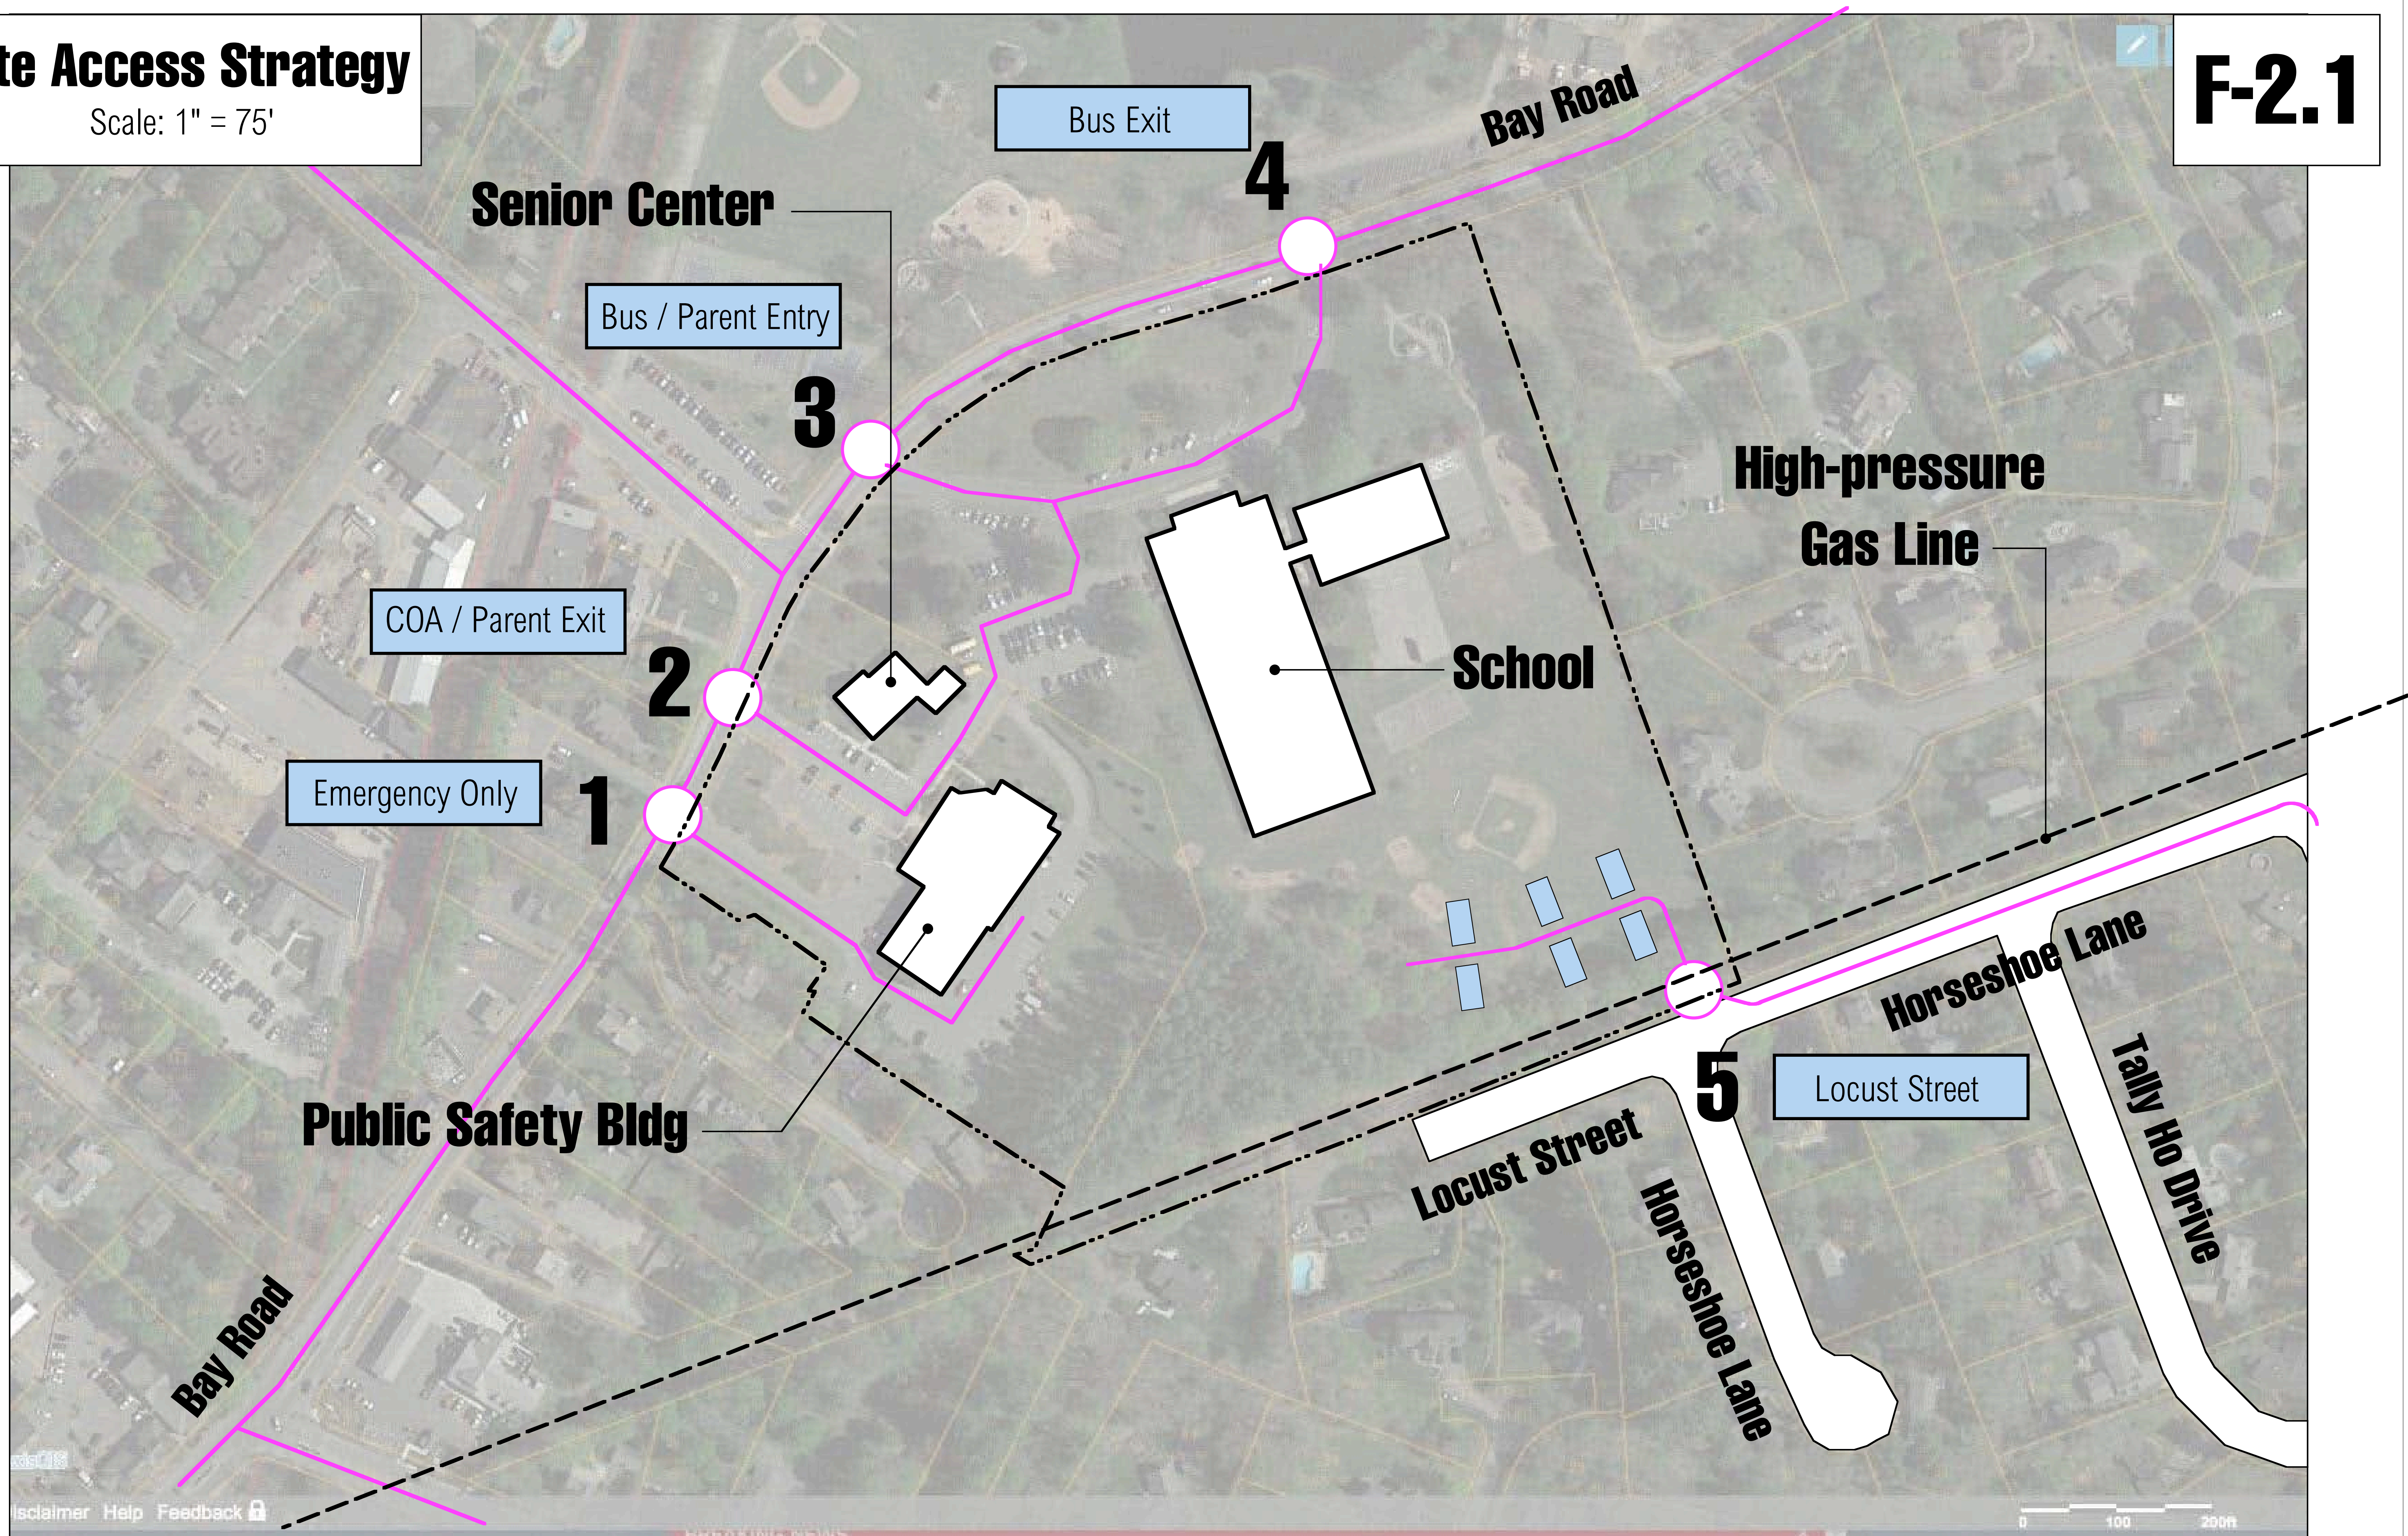 te Access Strategy
Scale: 1" = 75'
F-2.1
Bus Exit
4
Bay Road
Senior Center
Bus / Parent Entry
3
High-pressure
Gas Line
COA / Parent Exit
2
School
Emergency Only
1
Horseshoe Lane
5
Locust Street
Tally Ho Drive
Public Safety Bldg
Locust Street
Horseshoe Lane
Bay Road
isclaimer Help Feedback
0 100 200ft
BREAKING NEWS